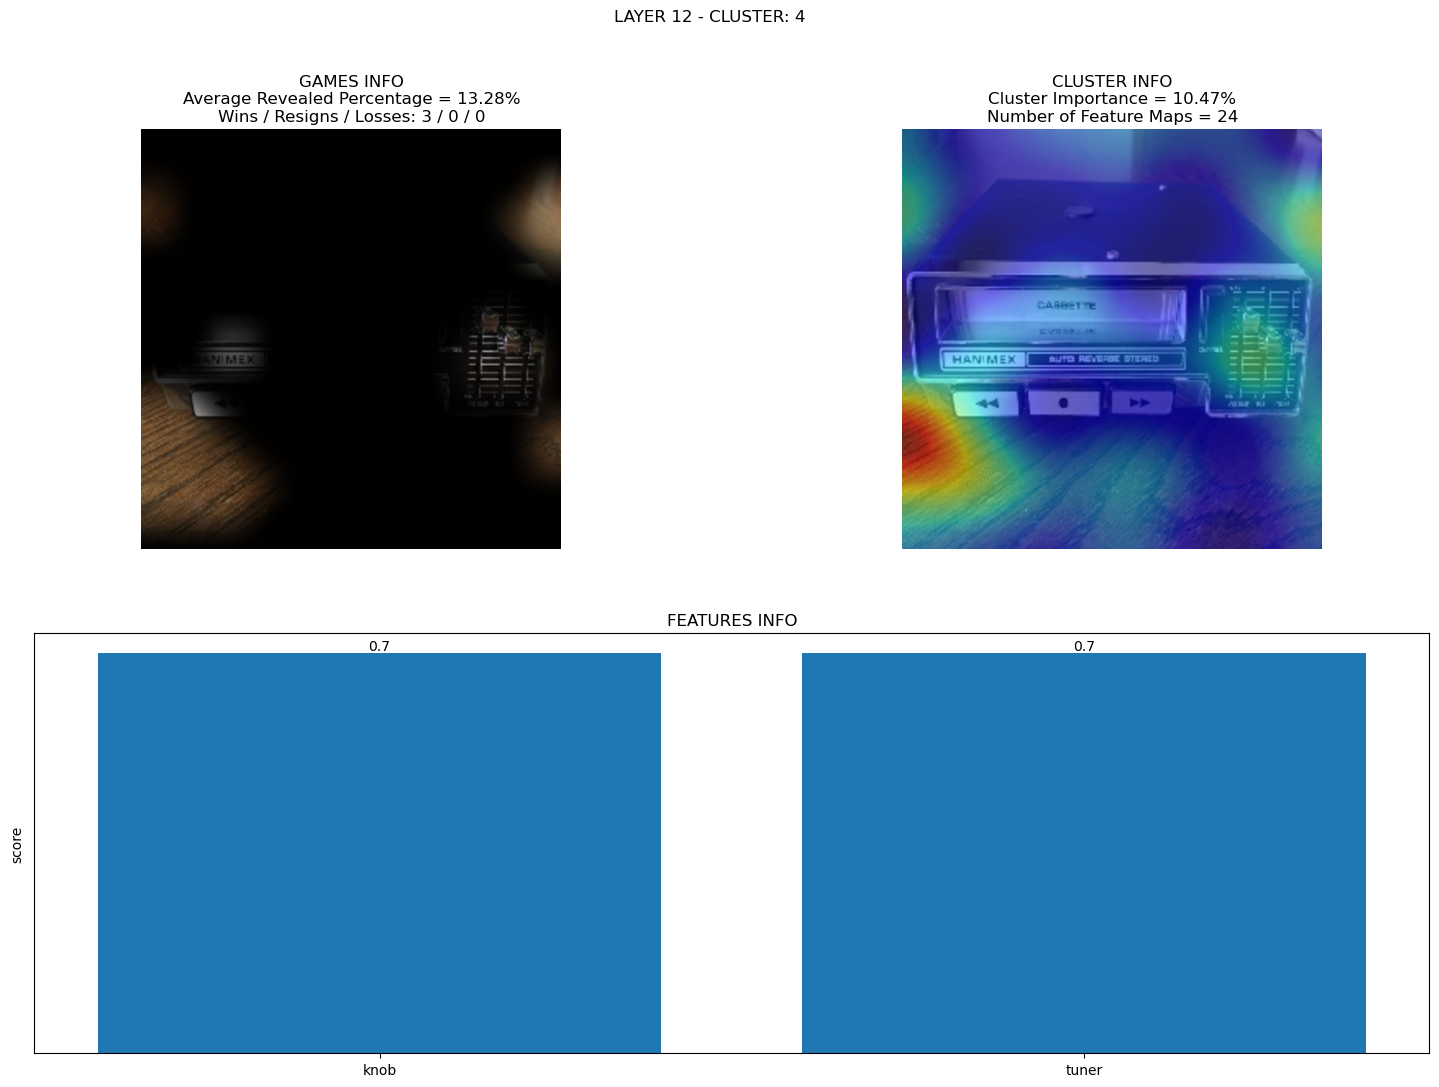 LAYER 12 - CLUSTER: 4
GAMES INFO
Average Revealed Percentage = 13.28%
Wins / Resigns / Losses: 3 / 0 / 0
HANIMEX
CLUSTER INFO
Cluster Importance = 10.47%
Number of Feature Maps = 24
CASSETTE
HANIMEX
AUTO REVERSE STEREO
FEATURES INFO
score
0.7
0.7
knob
tuner